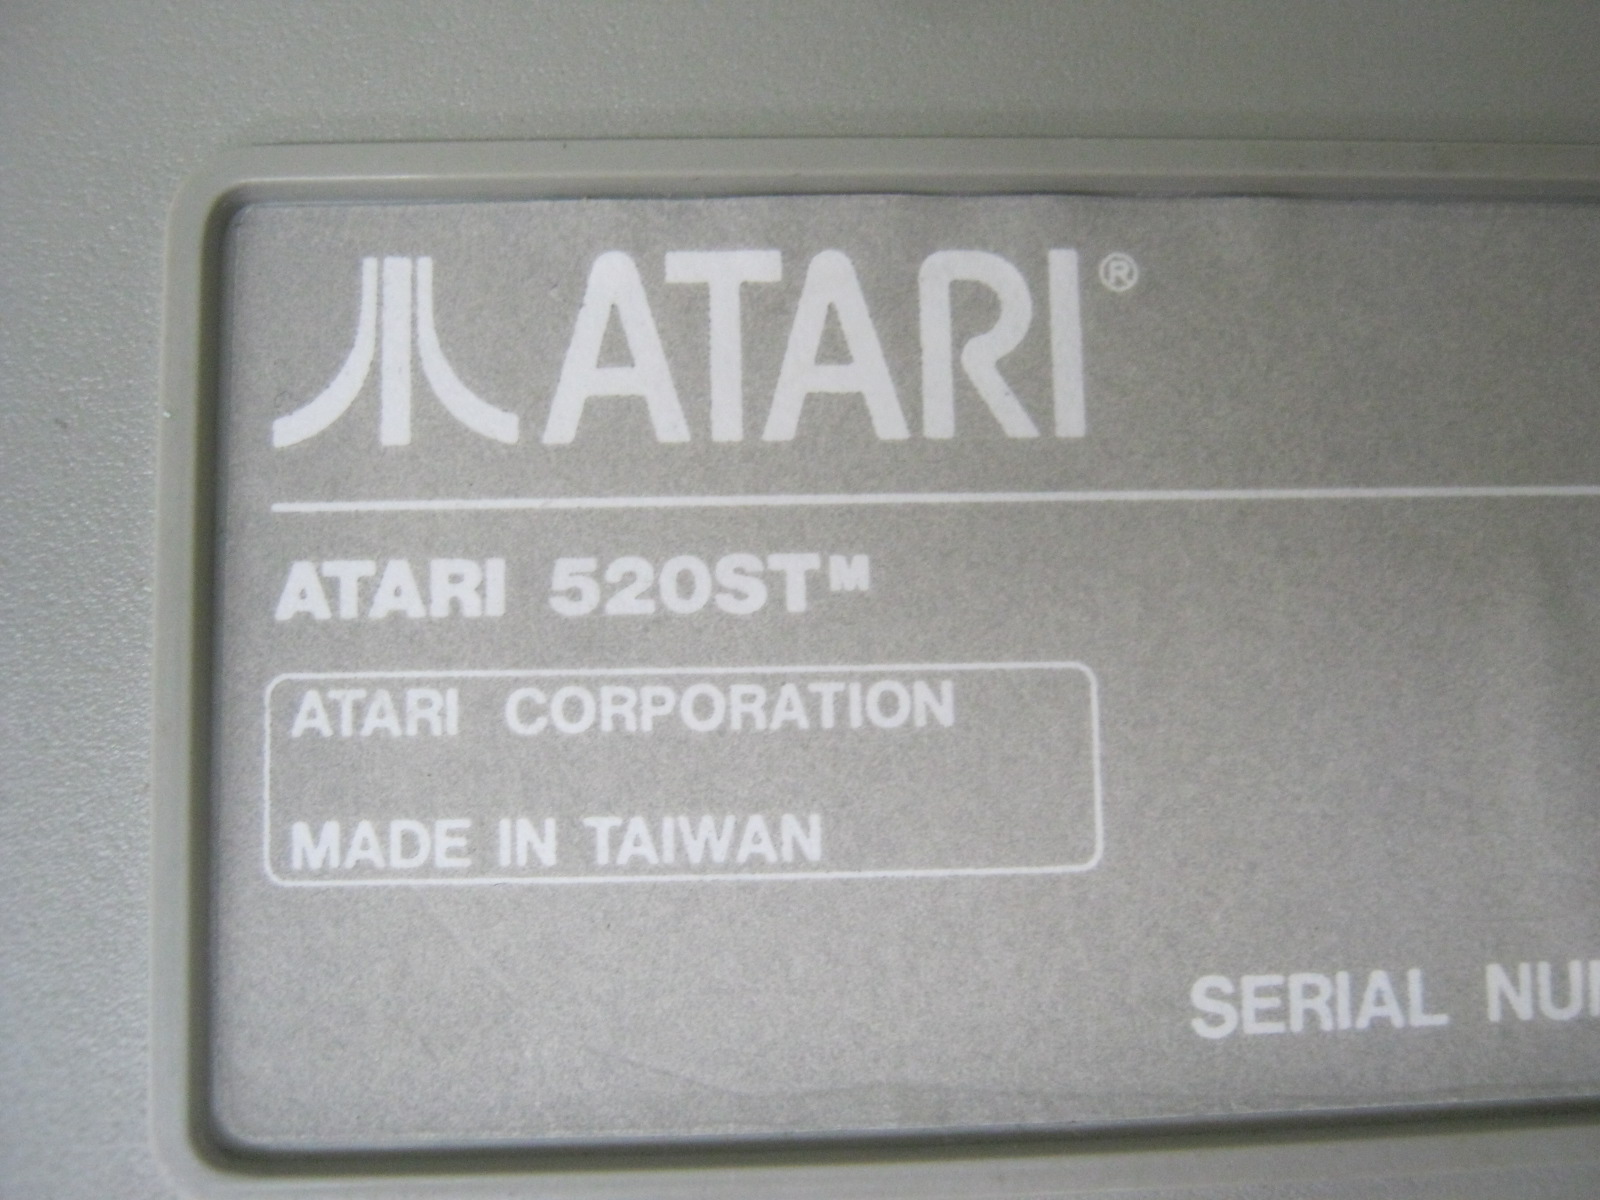 ATARI®
ATARI 520ST™
ATARI CORPORATION
MADE IN TAIWAN
SERIAL